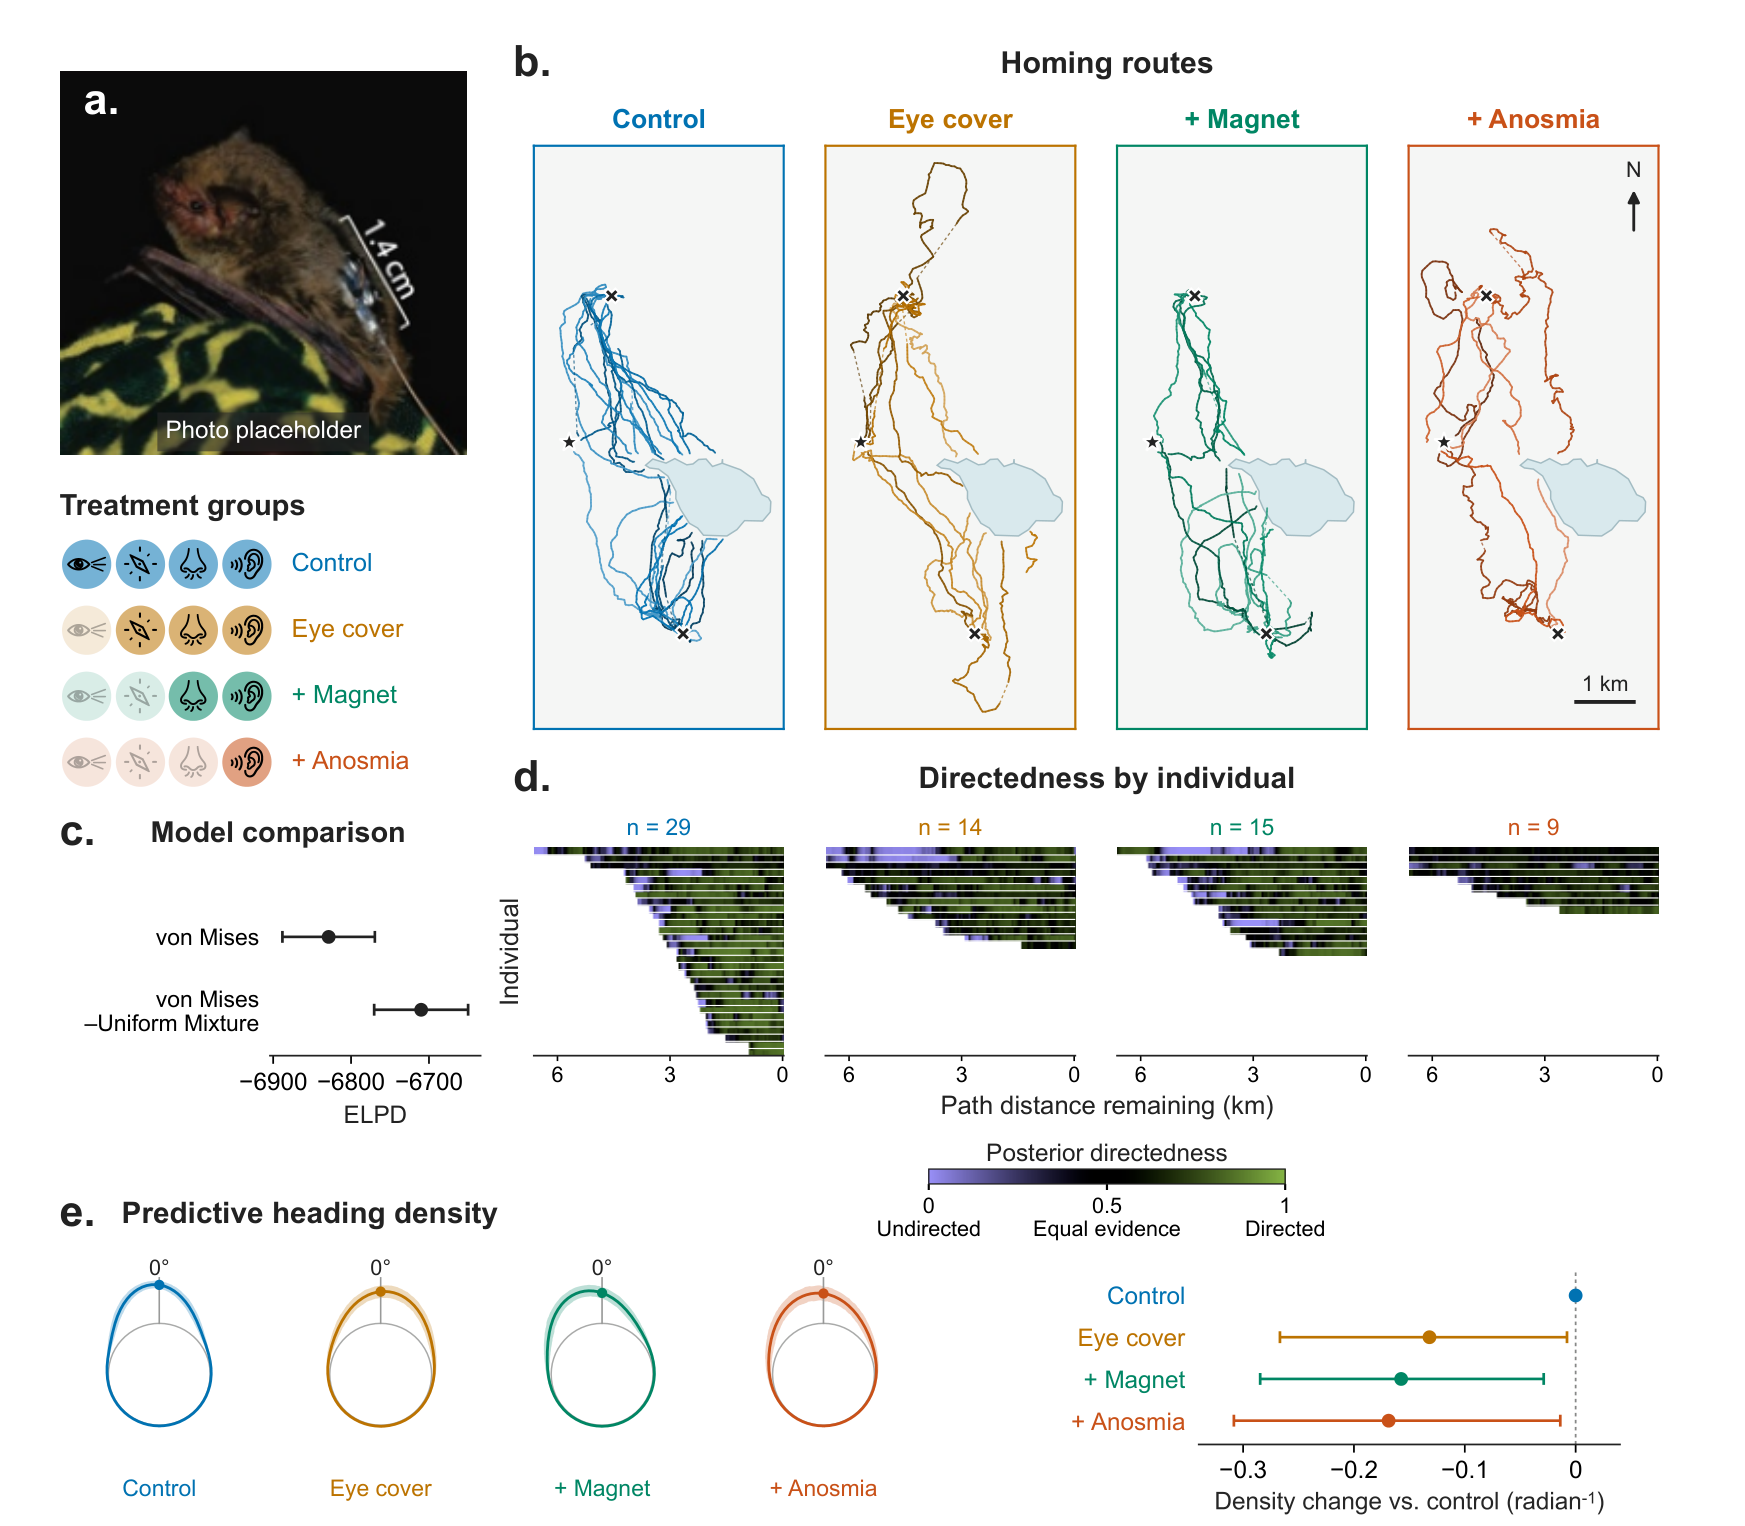 a.
1.4 cm
Photo placeholder
Treatment groups
Control
Eye cover
+ Magnet
+ Anosmia
b.
Homing routes
Control
Eye cover
+ Magnet
+ Anosmia
N
1 km
c.
Model comparison
von Mises
von Mises
–Uniform Mixture
−6900 −6800 −6700
ELPD
d.
Directedness by individual
n = 29
n = 14
n = 15
n = 9
Individual
6 3 0
6 3 0
6 3 0
6 3 0
Path distance remaining (km)
Posterior directedness
0 0.5 1
Undirected Equal evidence Directed
e.
Predictive heading density
0°
0°
0°
0°
Control
Eye cover
+ Magnet
+ Anosmia
Control
Eye cover
+ Magnet
+ Anosmia
−0.3 −0.2 −0.1 0
Density change vs. control (radian⁻¹)